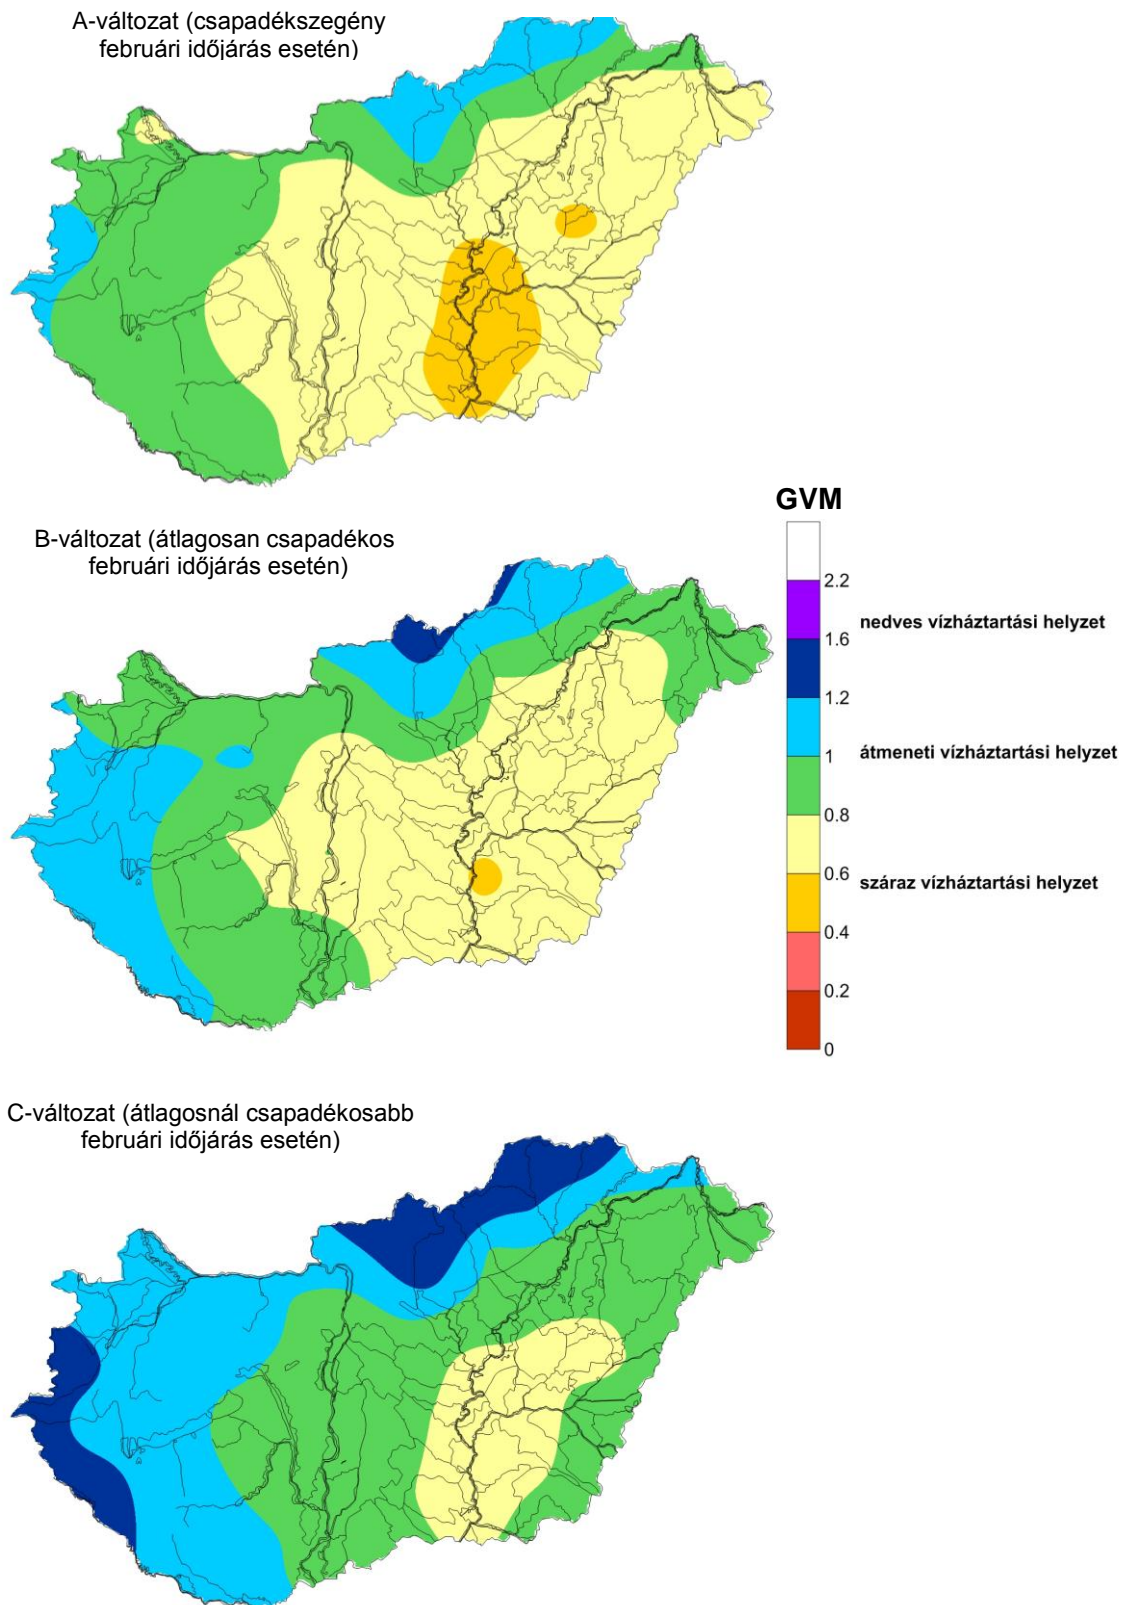 A-változat (csapadékszegény
februári időjárás esetén)
B-változat (átlagosan csapadékos
februári időjárás esetén)
GVM
2.2
nedves vízháztartási helyzet
1.6
1.2
átmeneti vízháztartási helyzet
1
0.8
0.6
száraz vízháztartási helyzet
0.4
0.2
0
C-változat (átlagosnál csapadékosabb
februári időjárás esetén)